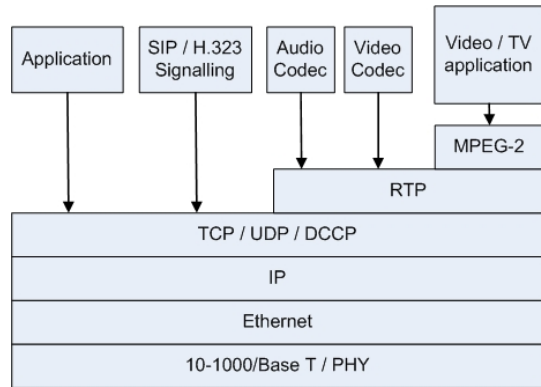 Application
SIP / H.323
Signalling
Audio
Codec
Video
Codec
Video / TV
application
MPEG-2
RTP
TCP / UDP / DCCP
IP
Ethernet
10-1000/Base T / PHY